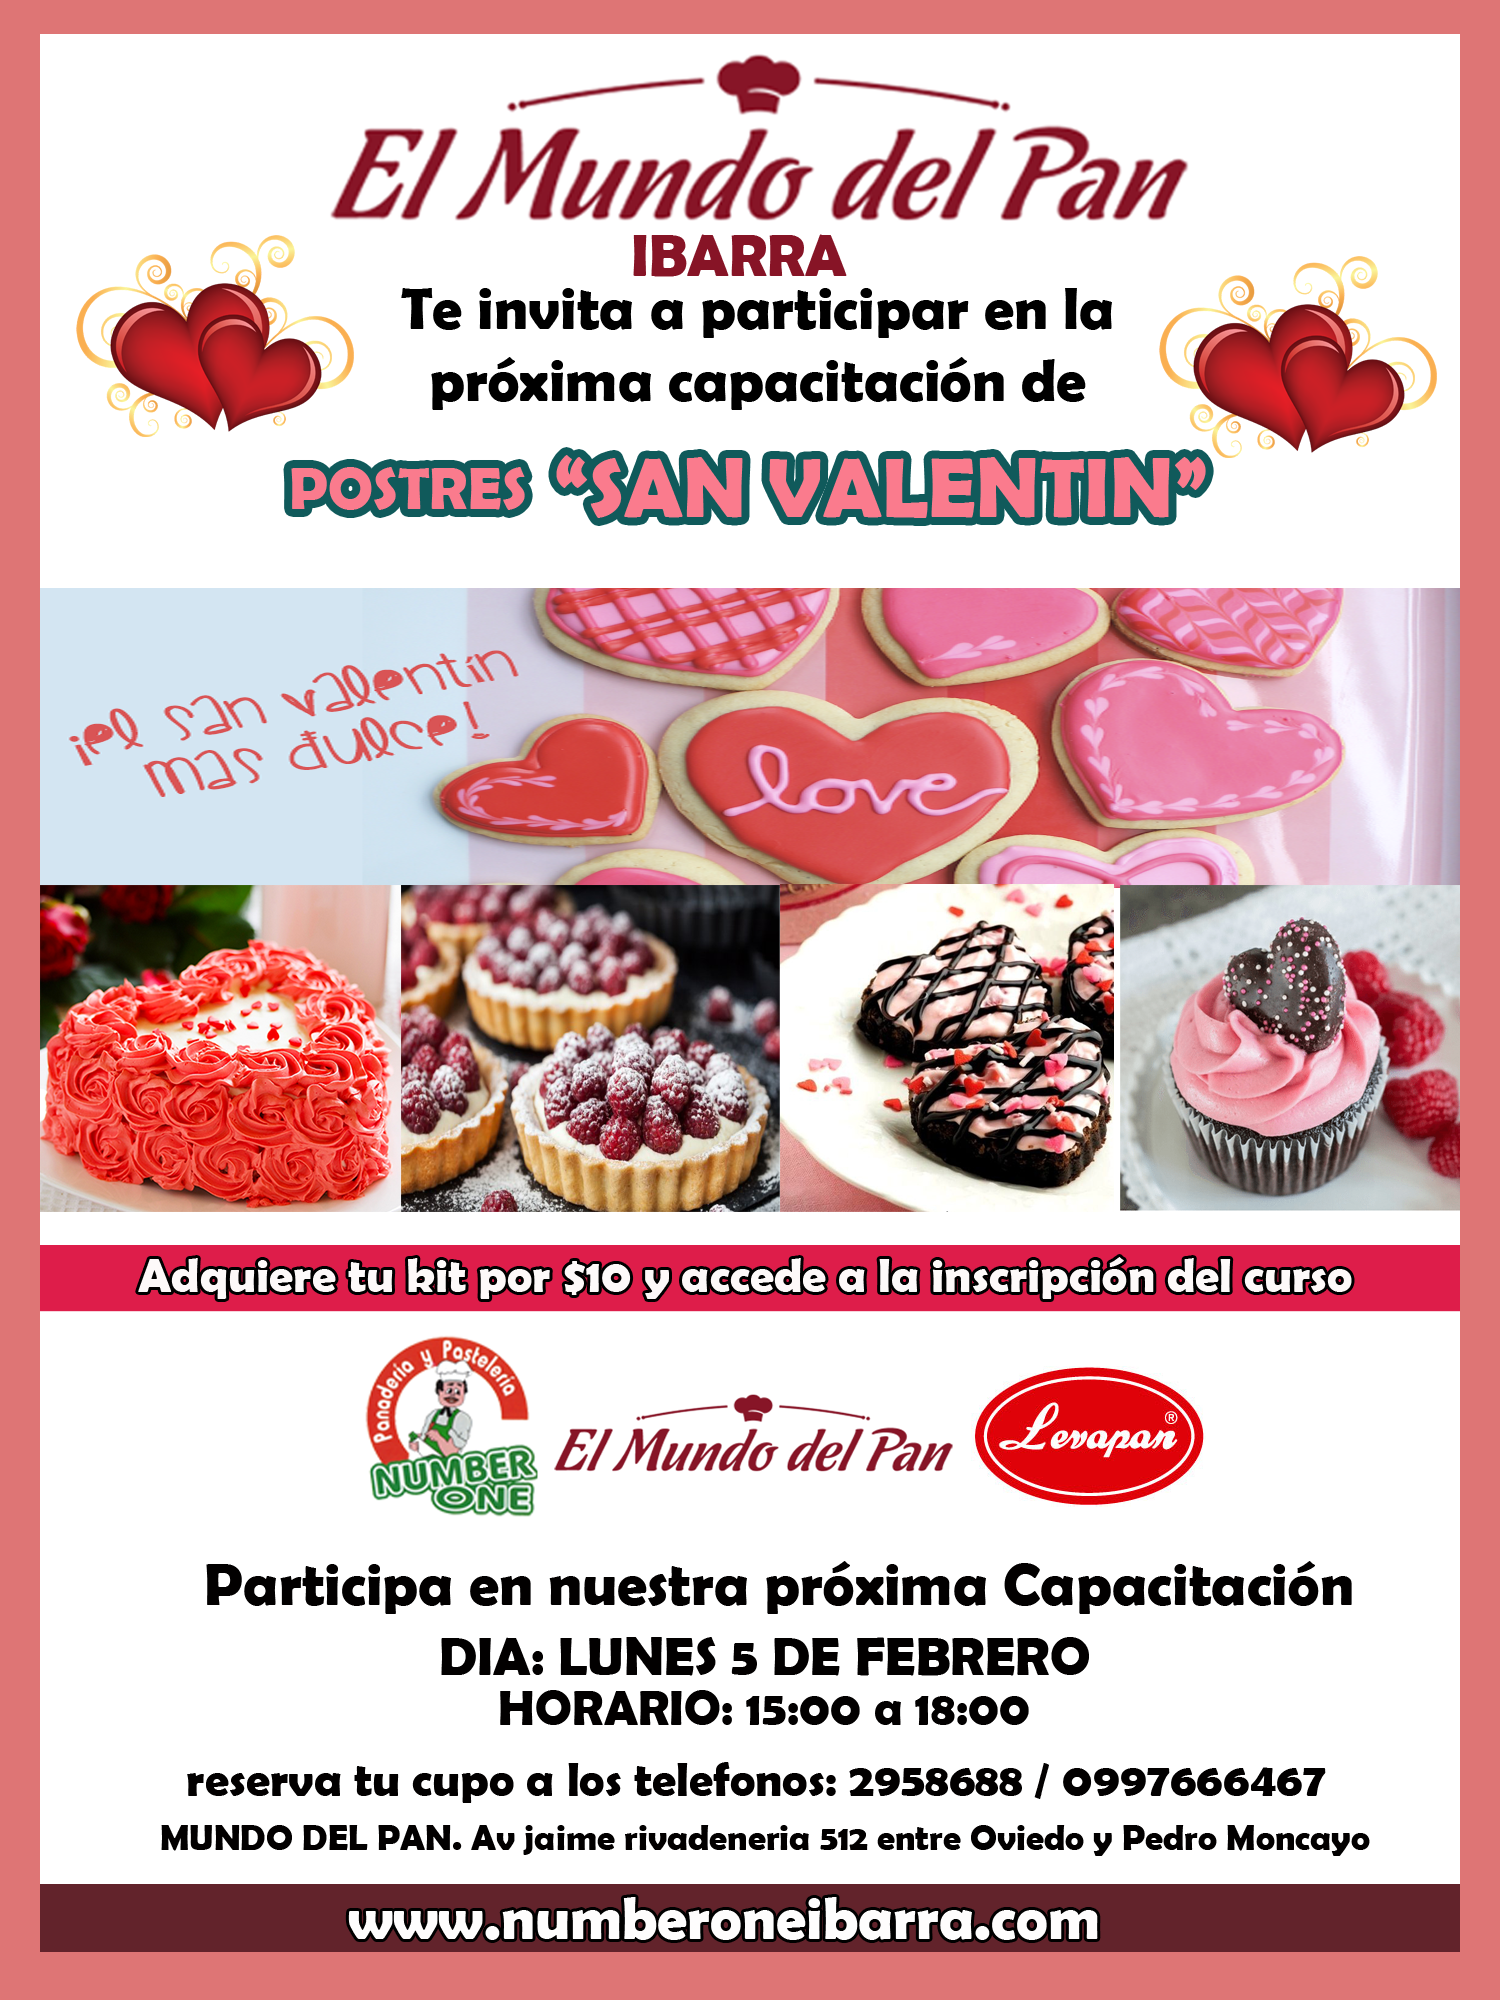 El Mundo del Pan
IBARRA
Te invita a participar en la
próxima capacitación de
POSTRES “SAN VALENTIN”
¡el san valentín
mas dulce!
love
Adquiere tu kit por $10 y accede a la inscripción del curso
Panadería y Pastelería
NUMBER
ONE
El Mundo del Pan
Levapan®
Participa en nuestra próxima Capacitación
DIA: LUNES 5 DE FEBRERO
HORARIO: 15:00 a 18:00
reserva tu cupo a los telefonos: 2958688 / 0997666467
MUNDO DEL PAN. Av jaime rivadeneria 512 entre Oviedo y Pedro Moncayo
www.numberoneibarra.com